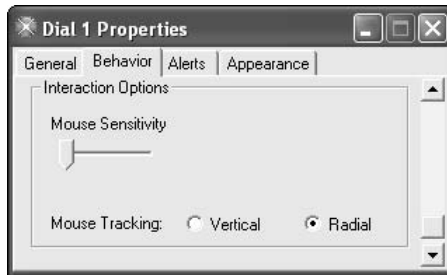 Dial 1 Properties
General Behavior Alerts Appearance
Interaction Options
Mouse Sensitivity
Mouse Tracking: Vertical Radial